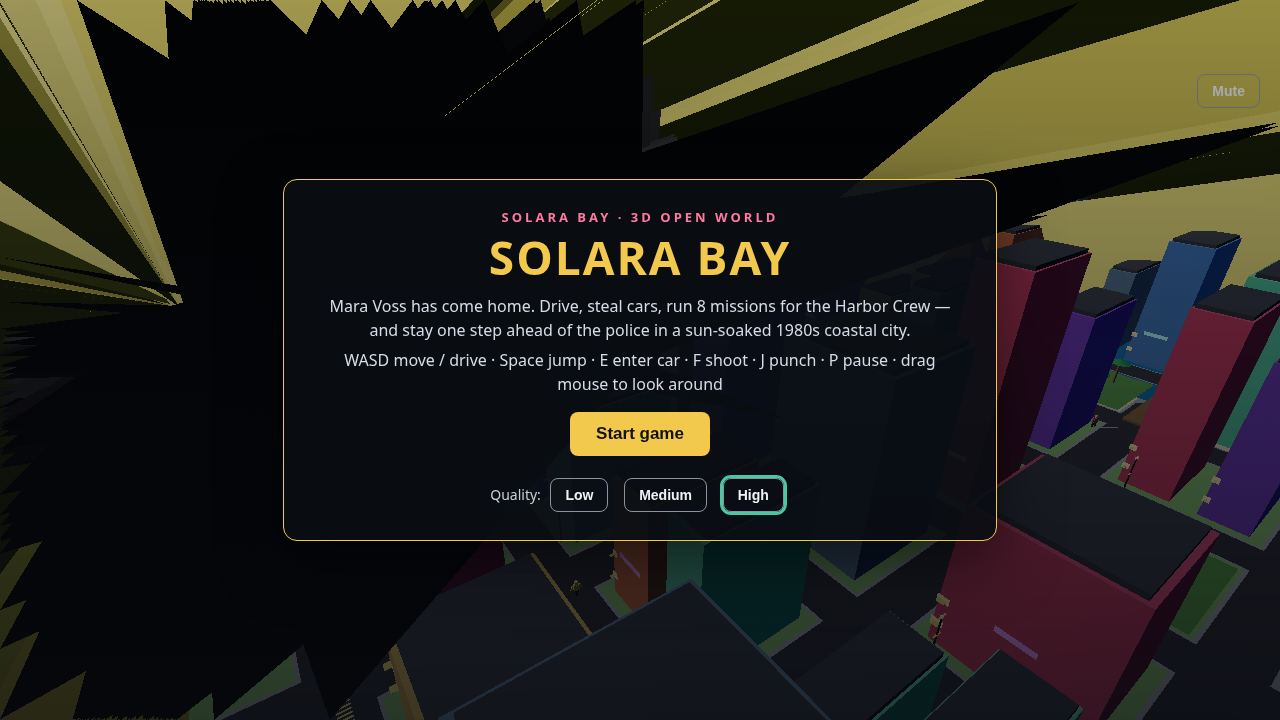 Mute
SOLARA BAY · 3D OPEN WORLD
SOLARA BAY
Mara Voss has come home. Drive, steal cars, run 8 missions for the Harbor Crew —
and stay one step ahead of the police in a sun-soaked 1980s coastal city.
WASD move / drive · Space jump · E enter car · F shoot · J punch · P pause · drag
mouse to look around
Start game
Quality: Low Medium High